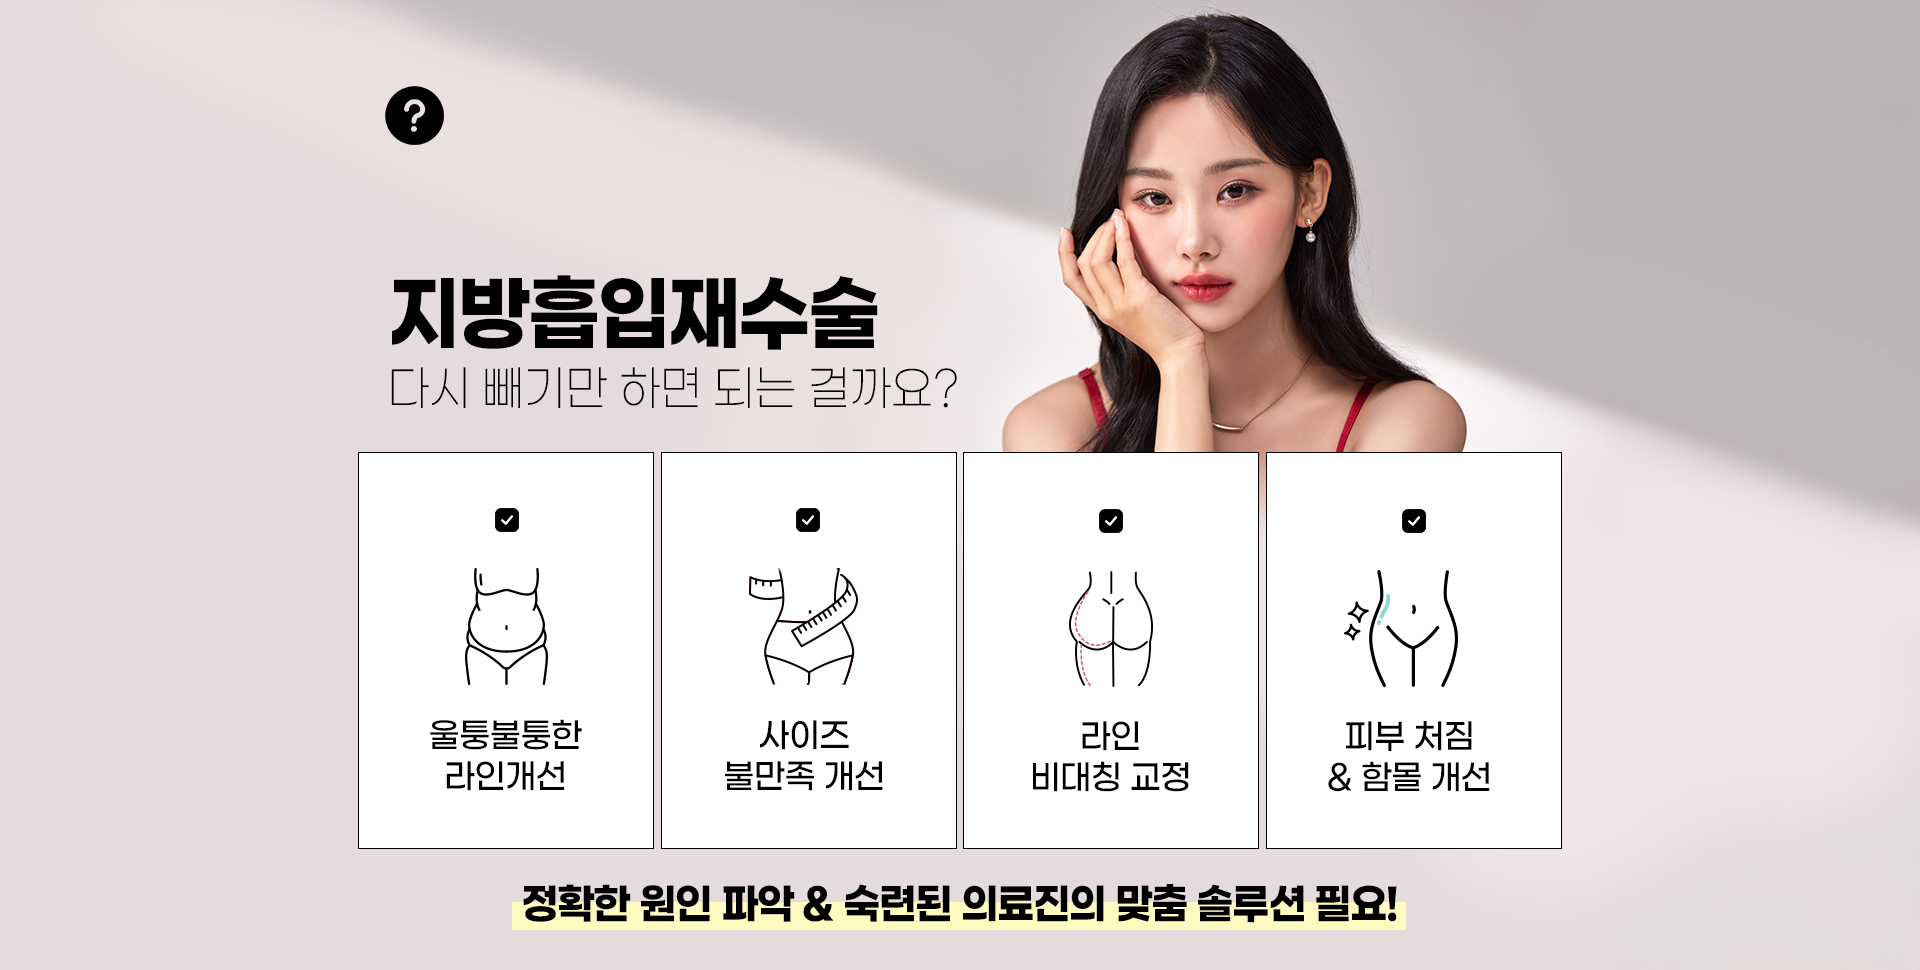 ?
지방흡입재수술
다시 빼기만 하면 되는 걸까요?
울퉁불퉁한
라인개선
사이즈
불만족 개선
라인
비대칭 교정
피부 처짐
& 함몰 개선
정확한 원인 파악 & 숙련된 의료진의 맞춤 솔루션 필요!